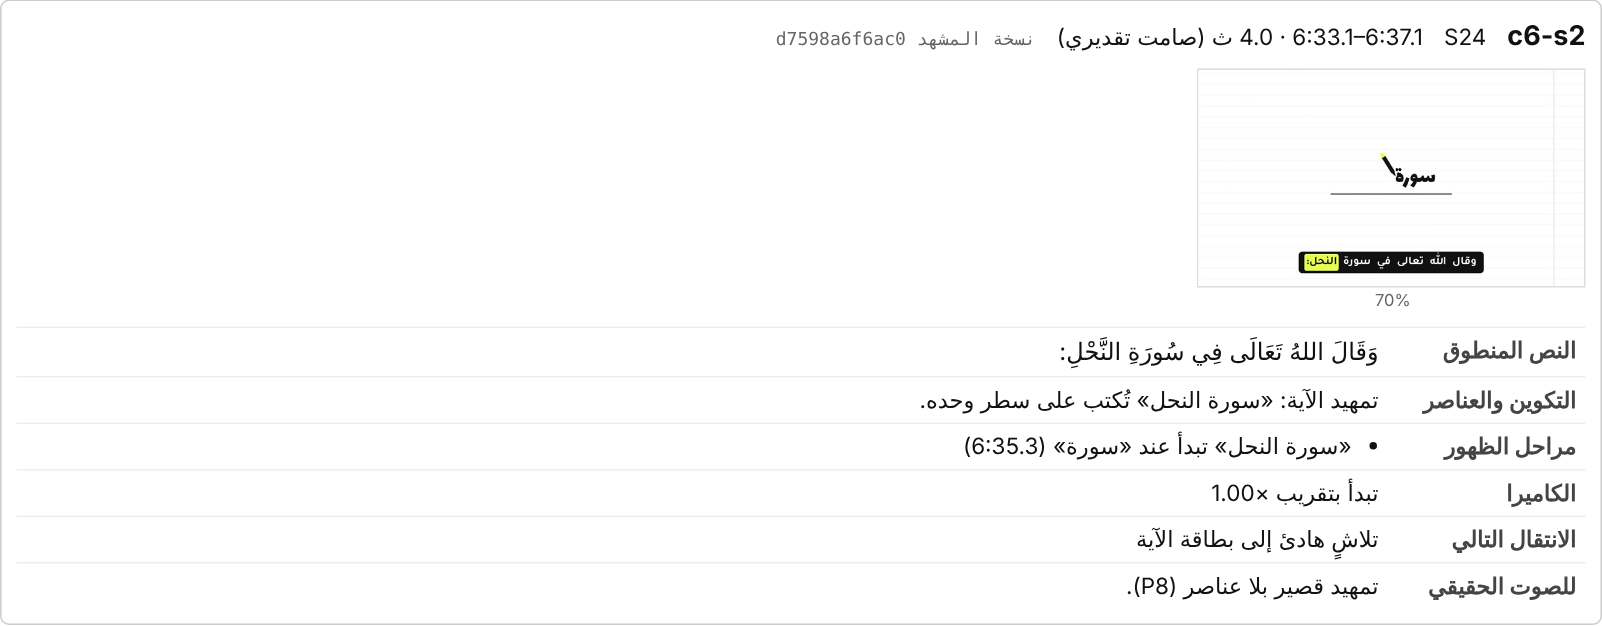 c6-s2 S24 6:33.1–6:37.1 · 4.0 ث (صامت تقديري) نسخة المشهد d7598a6f6ac0
سورة
وقال الله تعالى في سورة النحل:
70%
النص المنطوق وَقَالَ اللهُ تَعَالَى فِي سُورَةِ النَّحْلِ:
التكوين والعناصر تمهيد الآية: «سورة النحل» تُكتب على سطر وحده.
مراحل الظهور • «سورة النحل» تبدأ عند «سورة» (6:35.3)
الكاميرا تبدأ بتقريب ×1.00
الانتقال التالي تلاشٍ هادئ إلى بطاقة الآية
للصوت الحقيقي تمهيد قصير بلا عناصر (P8).